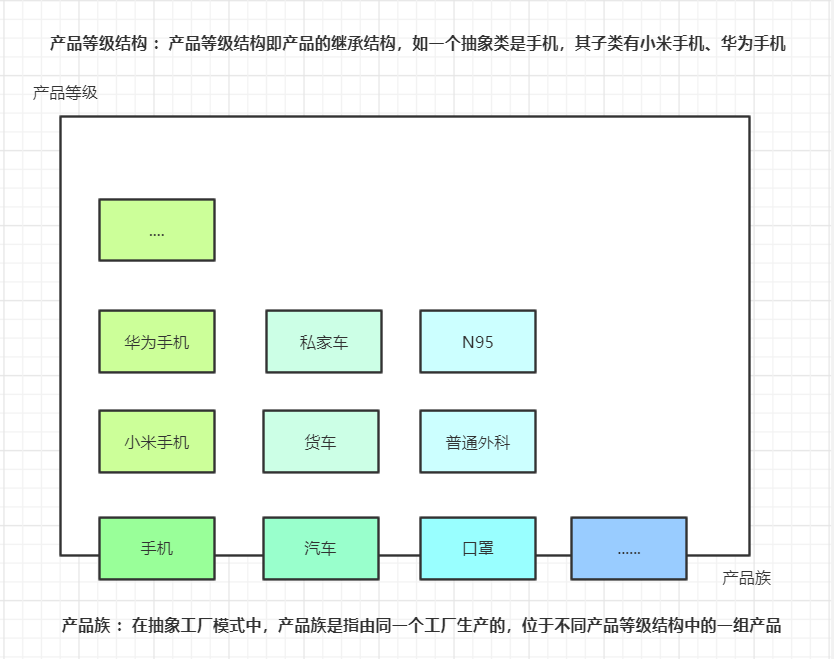 产品等级结构 ：产品等级结构即产品的继承结构，如一个抽象类是手机，其子类有小米手机、华为手机
产品等级
....
华为手机 私家车 N95
小米手机 货车 普通外科
手机 汽车 口罩 ......
产品族
产品族 ：在抽象工厂模式中，产品族是指由同一个工厂生产的，位于不同产品等级结构中的一组产品